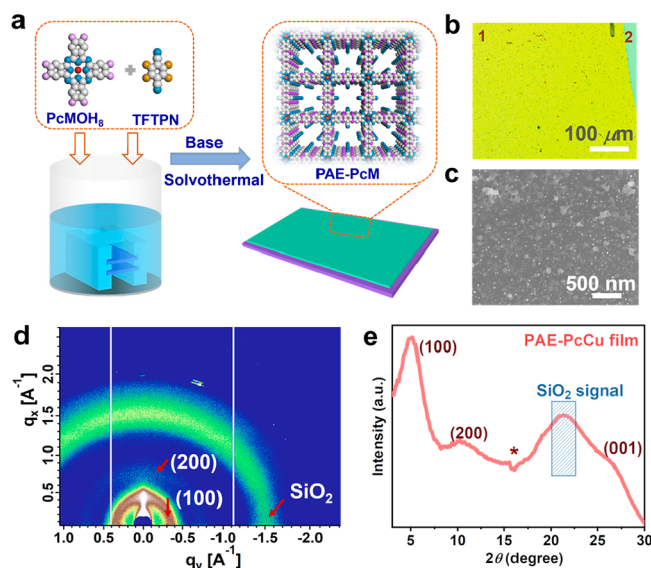 a
PcMOH₈
TFTPN
Base
Solvothermal
PAE-PcM
b
1
2
100 μm
c
500 nm
d
qx [A⁻¹]
2.0
1.5
1.0
0.5
(200)
(100)
SiO₂
1.0 0.5 0.0 -0.5 -1.0 -1.5 -2.0
qy [A⁻¹]
e
Intensity (a.u.)
(100)
PAE-PcCu film
SiO₂ signal
(200)
*
(001)
5 10 15 20 25 30
2θ (degree)